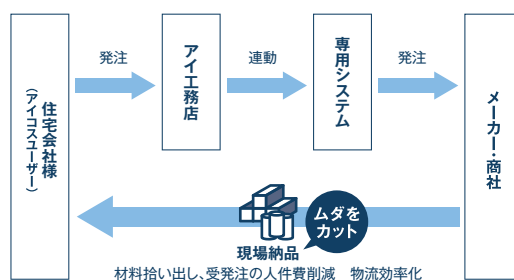 住宅会社様
(アイコスユーザー)
発注
アイ工務店
連動
専用システム
発注
メーカー・商社
ムダを
カット
現場納品
材料拾い出し、受発注の人件費削減　物流効率化